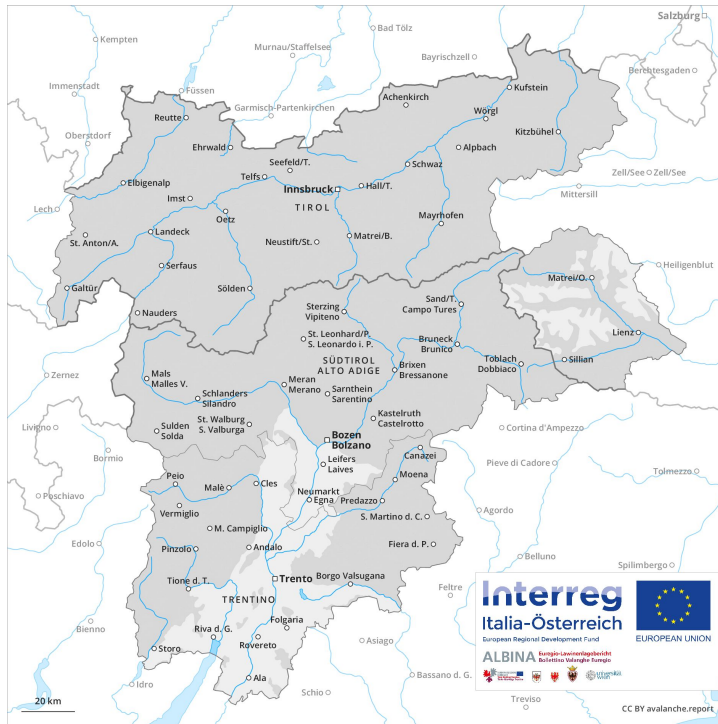 Salzburg
Bad Tölz
Kempten
Murnau/Staffelsee
Bayrischzell
Berchtesgaden
Immenstadt
Füssen
Kufstein
Achenkirch
Garmisch-Partenkirchen
Reutte
Wörgl
Oberstdorf
Kitzbühel
Ehrwald
Alpbach
Seefeld/T.
Schwaz
Zell/See
Zell/See
Telfs
Elbigenalp
Innsbruck
Hall/T.
Mittersill
Imst
TIROL
Lech
Oetz
Mayrhofen
Landeck
St. Anton/A.
Neustift/St.
Matrei/B.
Serfaus
Heiligenblut
Matrei/O.
Galtür
Sölden
Sand/T.
Campo Tures
Nauders
Sterzing
Vipiteno
Lienz
St. Leonhard/P.
S. Leonardo i. P.
Bruneck
Brunico
SÜDTIROL
ALTO ADIGE
Toblach
Dobbiaco
Sillian
Brixen
Bressanone
Zernez
Mals
Malles V.
Meran
Merano
Sarnthein
Sarentino
Schlanders
Silandro
Kastelruth
Castelrotto
St. Walburg
S. Valburga
Livigno
Sulden
Solda
Cortina d'Ampezzo
Bozen
Bolzano
Bormio
Canazei
Leifers
Laives
Pieve di Cadore
Tolmezzo
Peio
Moena
Malè
Cles
Neumarkt
Egna
Predazzo
Poschiavo
Vermiglio
Agordo
S. Martino d. C.
M. Campiglio
Edolo
Pinzolo
Andalo
Fiera d. P.
Belluno
Spilimbergo
Tione d. T.
Trento
Borgo Valsugana
Feltre
TRENTINO
Folgaria
Bienno
Riva d. G.
Rovereto
Asiago
Storo
Ala
Bassano d. G.
Idro
Schio
Treviso
20 km
Interreg
Italia-Österreich
European Regional Development Fund
EUROPEAN UNION
ALBINA
Euregio-Lawinenlagebericht
Bollettino Valanghe Euregio
CC BY avalanche.report